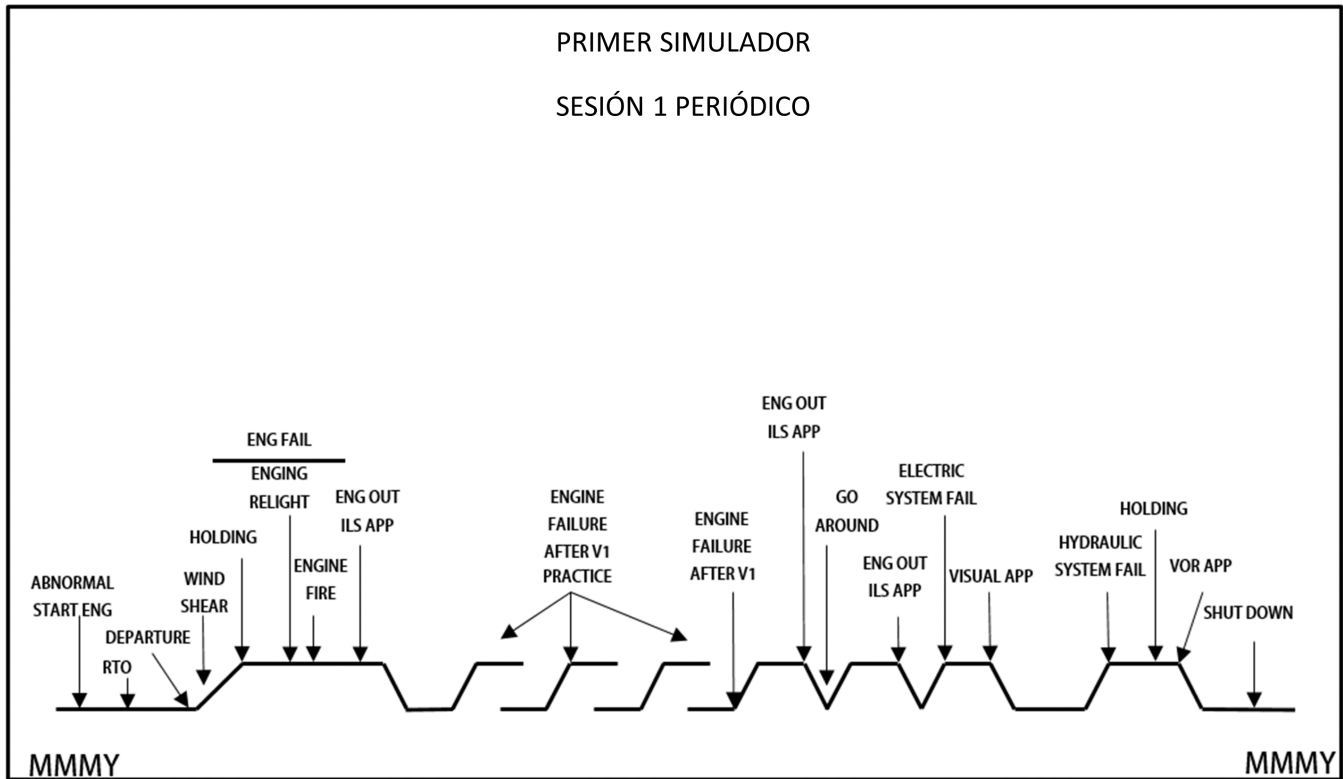 PRIMER SIMULADOR
SESIÓN 1 PERIÓDICO
ABNORMAL
START ENG
RTO
DEPARTURE
WIND
SHEAR
HOLDING
ENG FAIL
ENGING
RELIGHT
ENGINE
FIRE
ENG OUT
ILS APP
ENGINE
FAILURE
AFTER V1
PRACTICE
ENGINE
FAILURE
AFTER V1
ENG OUT
ILS APP
GO
AROUND
ENG OUT
ILS APP
ELECTRIC
SYSTEM FAIL
VISUAL APP
HYDRAULIC
SYSTEM FAIL
HOLDING
VOR APP
SHUT DOWN
MMMY
MMMY